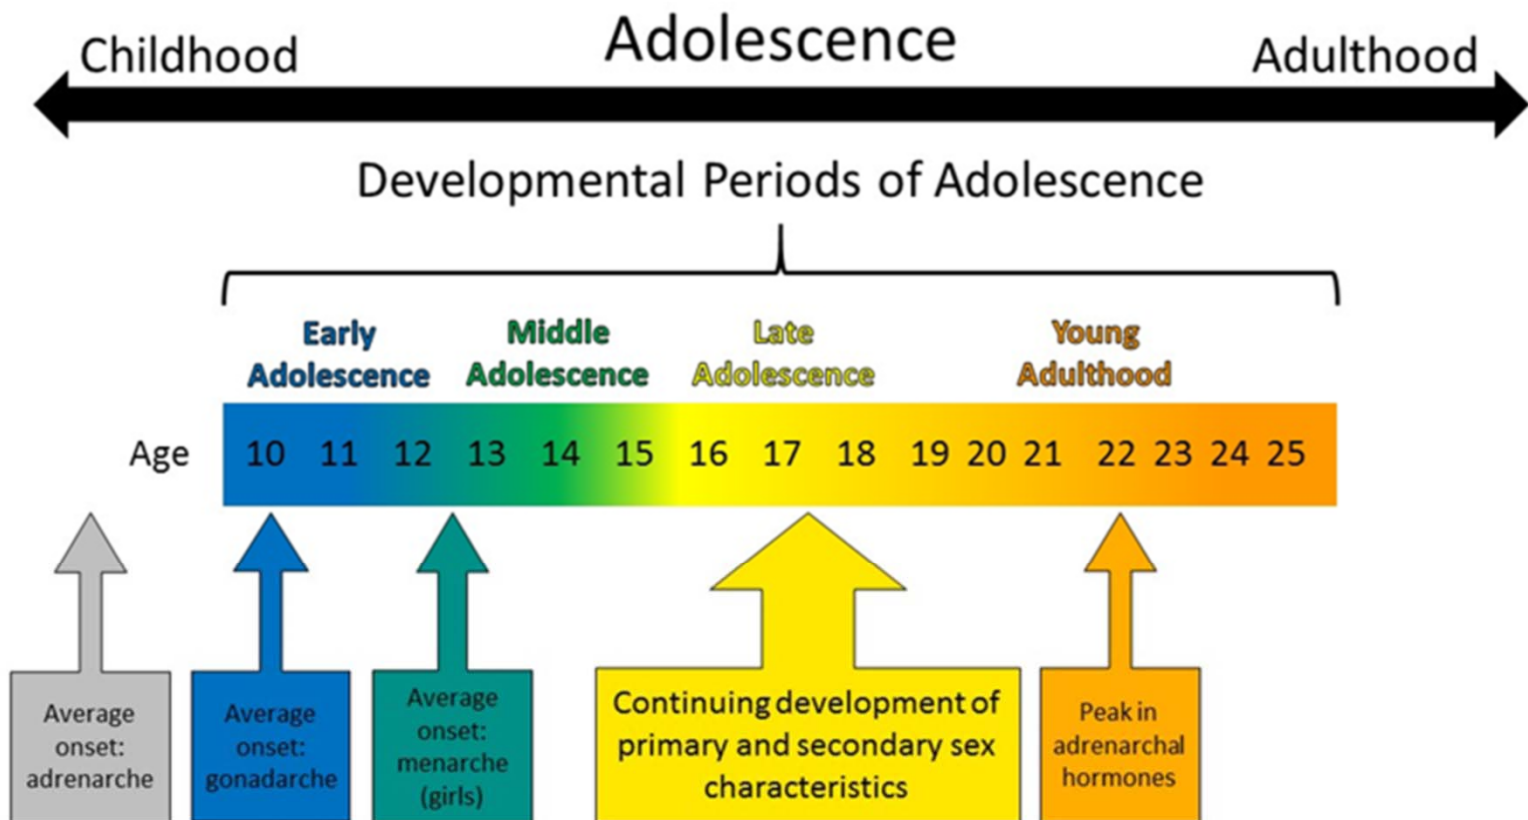 Childhood Adolescence Adulthood
Developmental Periods of Adolescence
Early
Adolescence
Middle
Adolescence
Late
Adolescence
Young
Adulthood
Age 10 11 12 13 14 15 16 17 18 19 20 21 22 23 24 25
Average
onset:
adrenarche
Average
onset:
gonadarche
Average
onset:
menarche
(girls)
Continuing development of
primary and secondary sex
characteristics
Peak in
adrenarchal
hormones